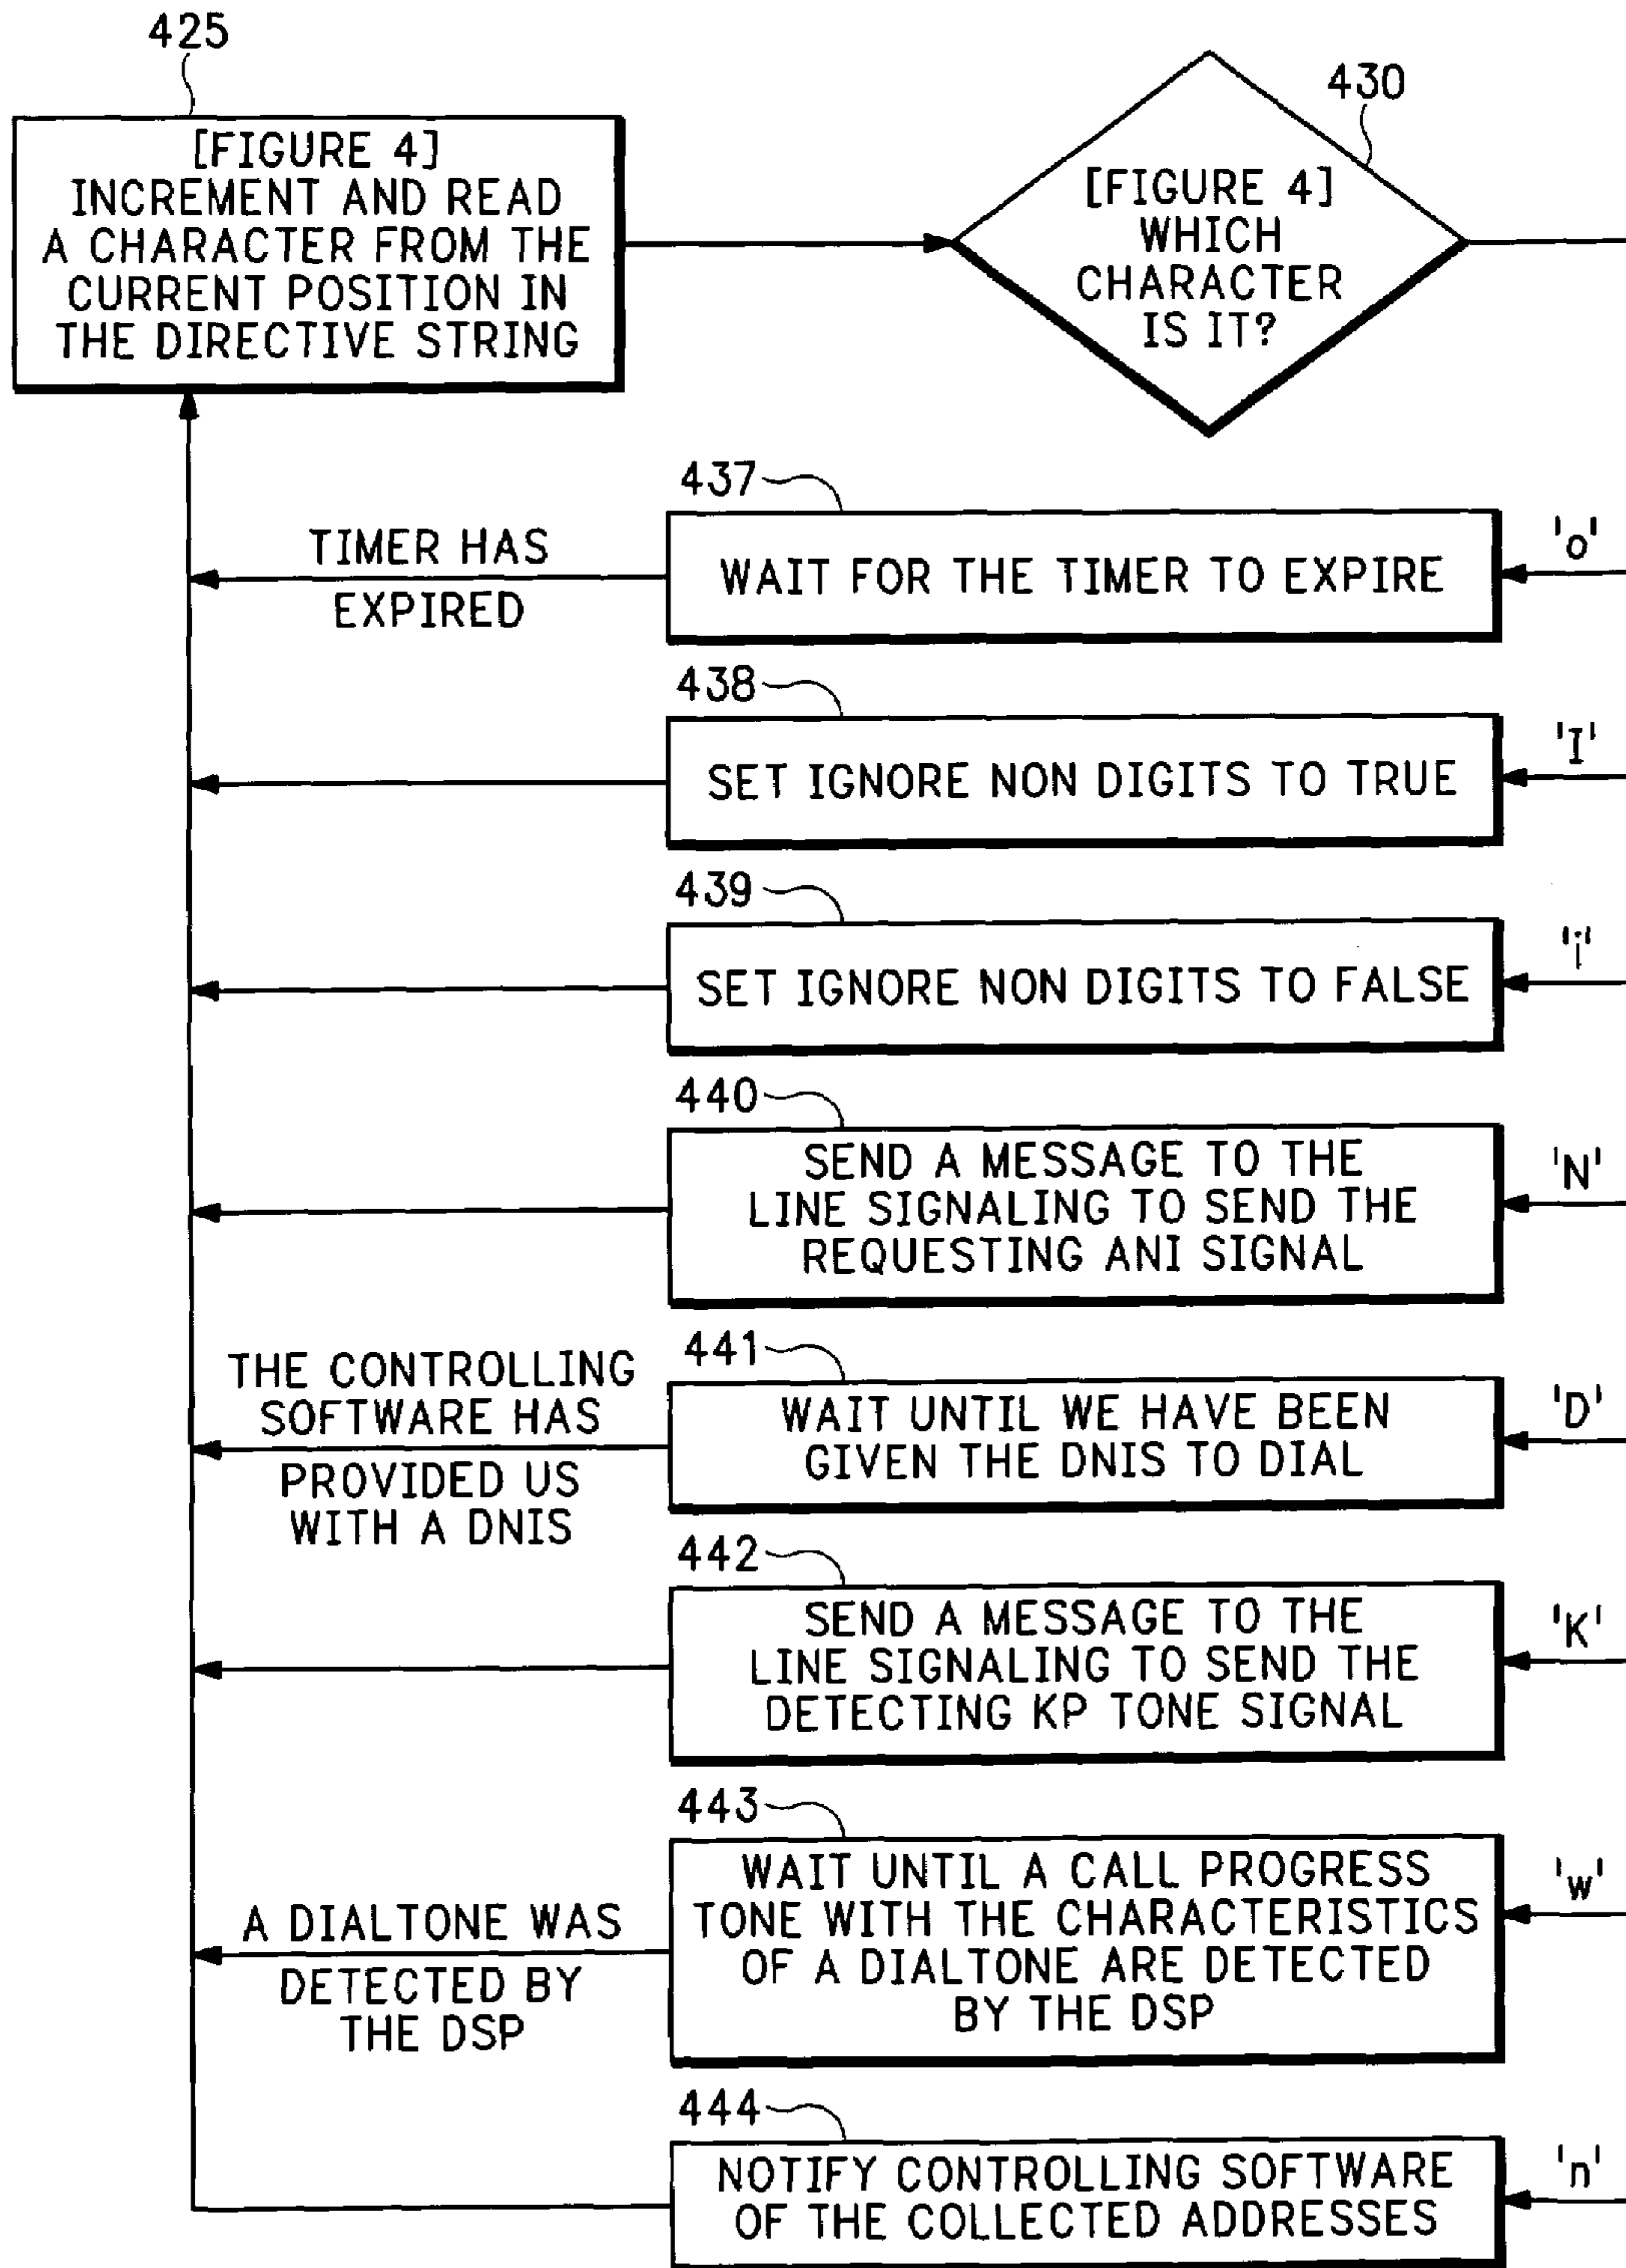 425
[FIGURE 4]
INCREMENT AND READ
A CHARACTER FROM THE
CURRENT POSITION IN
THE DIRECTIVE STRING
430
[FIGURE 4]
WHICH
CHARACTER
IS IT?
437
TIMER HAS
EXPIRED
WAIT FOR THE TIMER TO EXPIRE
'o'
438
SET IGNORE NON DIGITS TO TRUE
'I'
439
SET IGNORE NON DIGITS TO FALSE
'i'
440
SEND A MESSAGE TO THE
LINE SIGNALING TO SEND THE
REQUESTING ANI SIGNAL
'N'
441
THE CONTROLLING
SOFTWARE HAS
PROVIDED US
WITH A DNIS
WAIT UNTIL WE HAVE BEEN
GIVEN THE DNIS TO DIAL
'D'
442
SEND A MESSAGE TO THE
LINE SIGNALING TO SEND THE
DETECTING KP TONE SIGNAL
'K'
443
A DIALTONE WAS
DETECTED BY
THE DSP
WAIT UNTIL A CALL PROGRESS
TONE WITH THE CHARACTERISTICS
OF A DIALTONE ARE DETECTED
BY THE DSP
'w'
444
NOTIFY CONTROLLING SOFTWARE
OF THE COLLECTED ADDRESSES
'n'